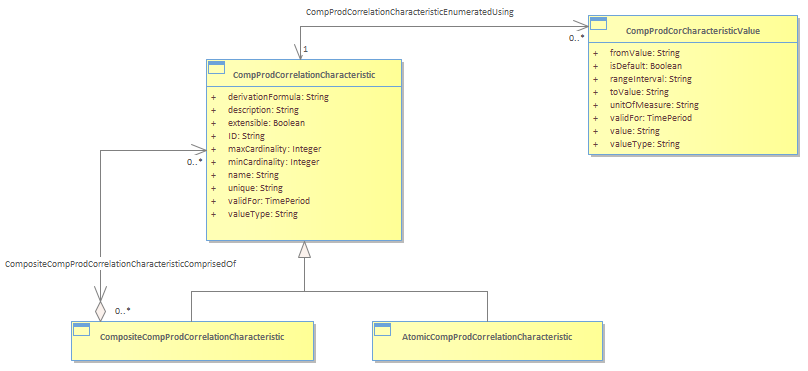 CompProdCorrelationCharacteristicEnumeratedUsing
1
0..*
CompProdCorCharacteristicValue
+ fromValue: String
+ isDefault: Boolean
+ rangeInterval: String
+ toValue: String
+ unitOfMeasure: String
+ validFor: TimePeriod
+ value: String
+ valueType: String
CompProdCorrelationCharacteristic
+ derivationFormula: String
+ description: String
+ extensible: Boolean
+ ID: String
+ maxCardinality: Integer
+ minCardinality: Integer
+ name: String
+ unique: String
+ validFor: TimePeriod
+ valueType: String
0..*
CompositeCompProdCorrelationCharacteristicComprisedOf
0..*
CompositeCompProdCorrelationCharacteristic
AtomicCompProdCorrelationCharacteristic